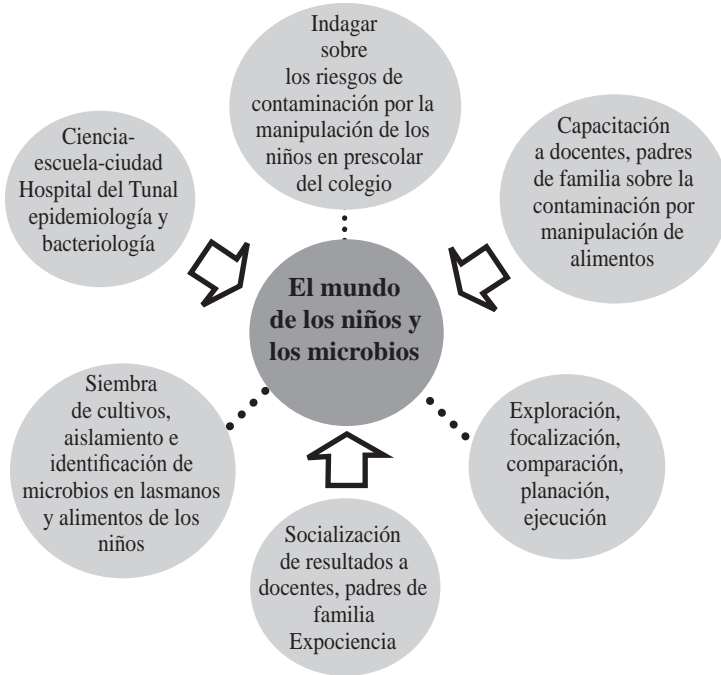 Indagar
sobre
los riesgos de
contaminación por la
manipulación de los
niños en prescolar
del colegio
Ciencia-
escuela-ciudad
Hospital del Tunal
epidemiología y
bacteriología
Capacitación
a docentes, padres
de familia sobre la
contaminación por
manipulación de
alimentos
El mundo
de los niños y
los microbios
Siembra
de cultivos,
aislamiento e
identificación de
microbios en lasmanos
y alimentos de los
niños
Exploración,
focalización,
comparación,
planación,
ejecución
Socialización
de resultados a
docentes, padres de
familia
Expociencia